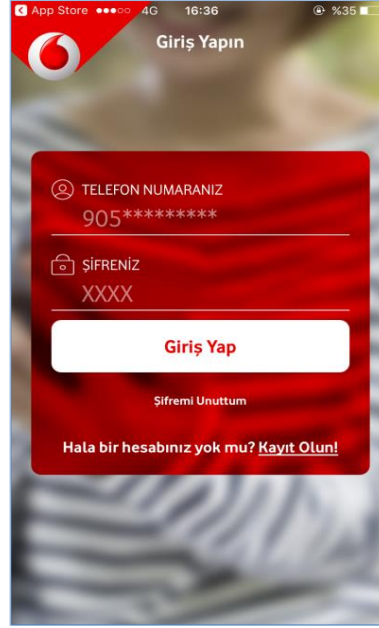 App Store 4G 16:36 %35
Giriş Yapın
TELEFON NUMARANIZ
905*********
ŞİFRENİZ
XXXX
Giriş Yap
Şifremi Unuttum
Hala bir hesabınız yok mu? Kayıt Olun!